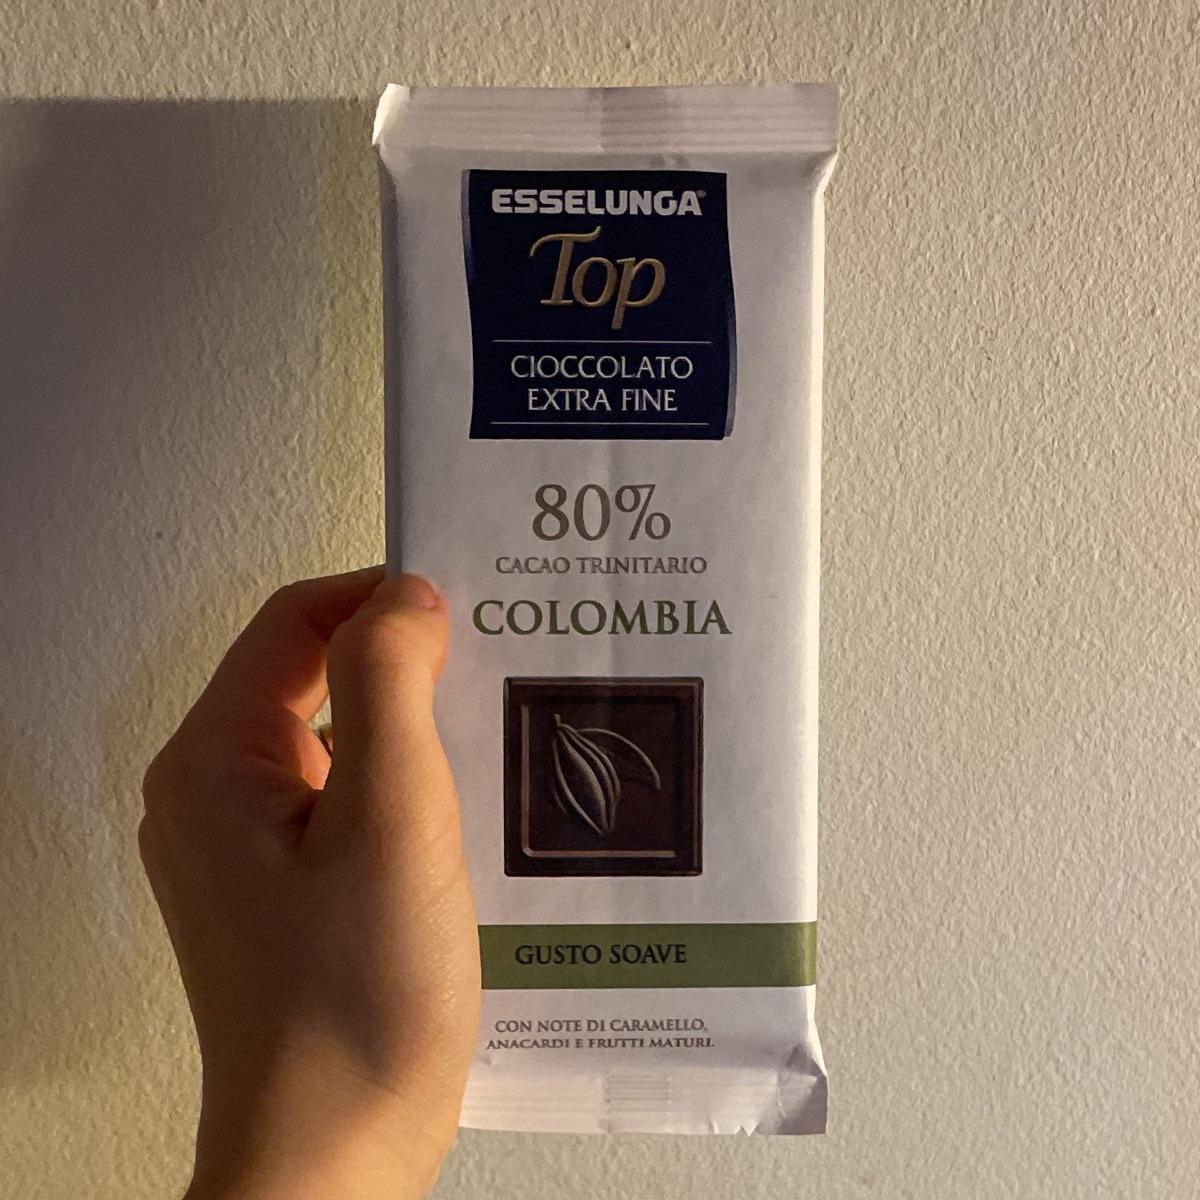 ESSELUNGA®
Top
CIOCCOLATO
EXTRA FINE
80%
CACAO TRINITARIO
COLOMBIA
GUSTO SOAVE
CON NOTE DI CARAMELLO,
ANACARDI E FRUTTI MATURI.